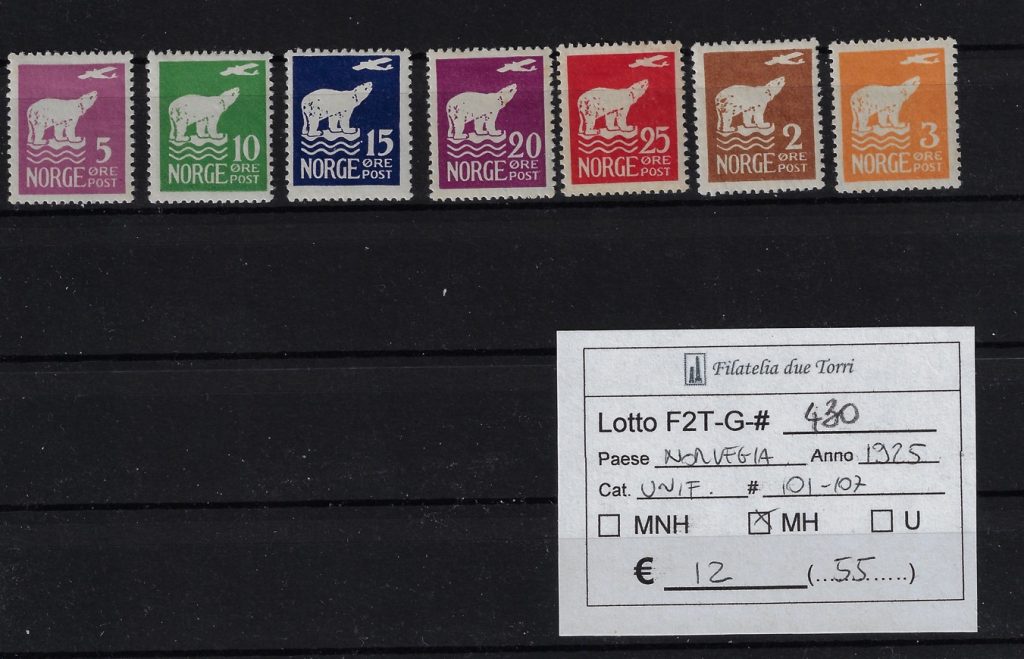 5 ØRE
NORGE POST
10 ØRE
NORGE POST
15 ØRE
NORGE POST
20 ØRE
NORGE POST
25 ØRE
NORGE POST
2 ØRE
NORGE POST
3 ØRE
NORGE POST
Filatelia due Torri
Lotto F2T-G-# 430
Paese NORVEGIA Anno 1925
Cat. UNIF. # 101-107
MNH MH U
€ 12 (...55......)